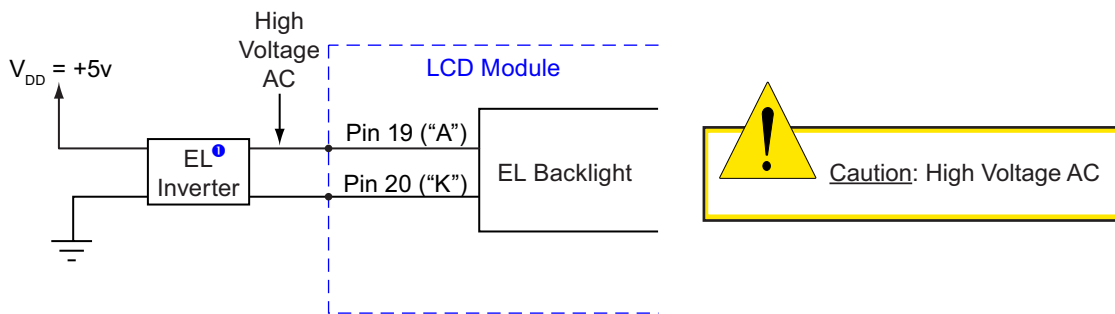 High
Voltage
AC
V_DD = +5v
LCD Module
Pin 19 (“A”)
EL❶
Inverter
EL Backlight
Pin 20 (“K”)
!
Caution: High Voltage AC